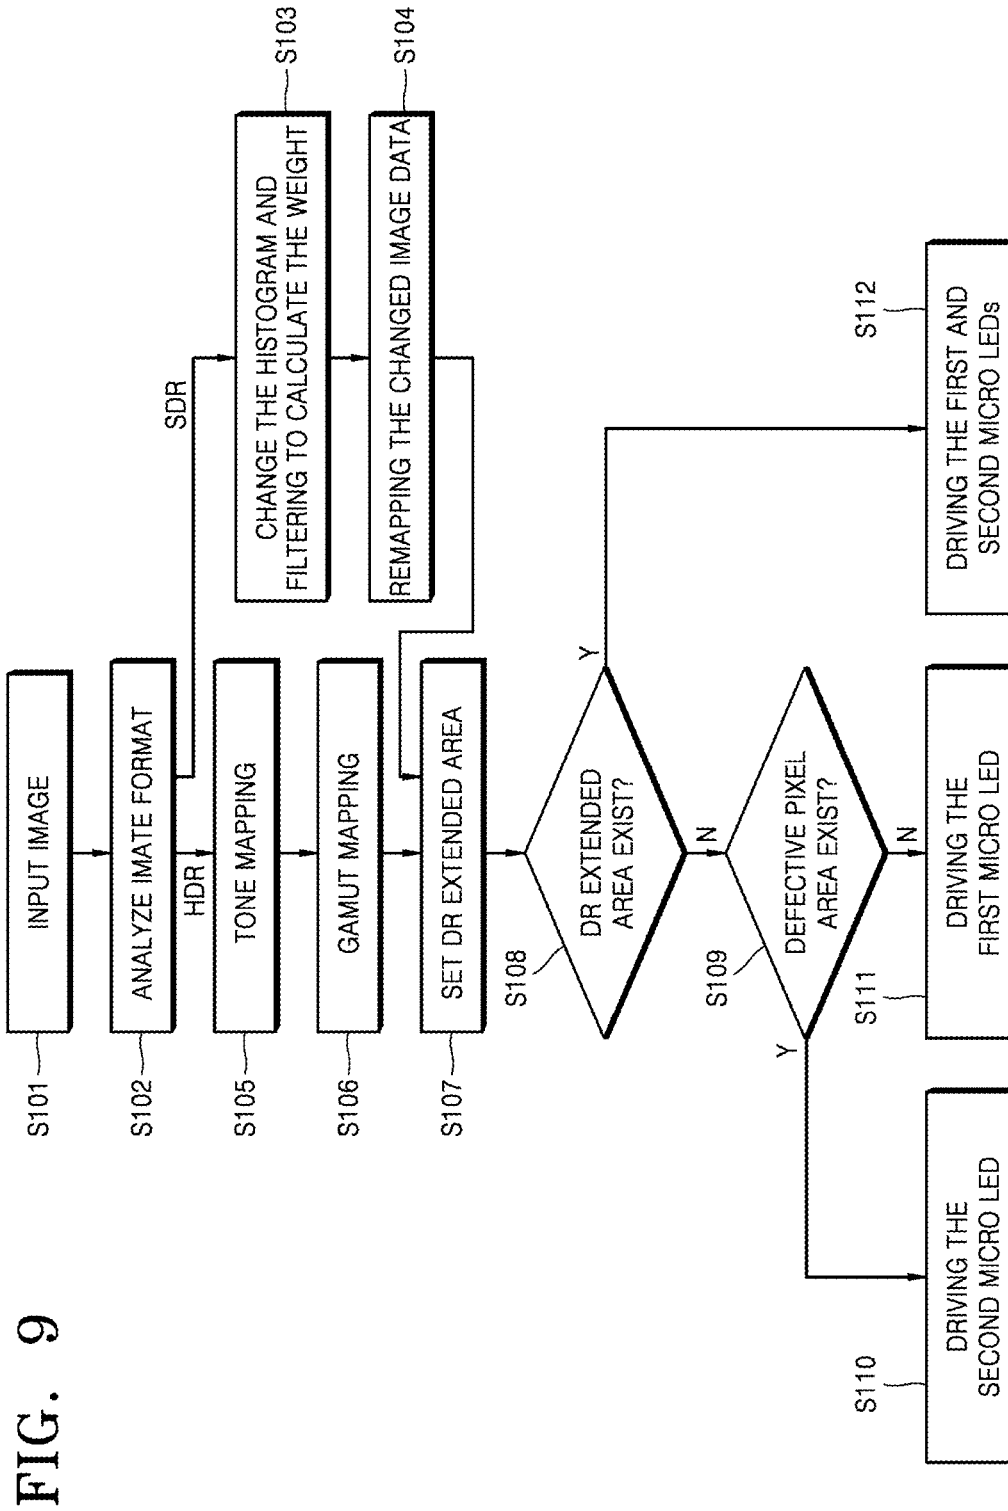 FIG. 9
S101
INPUT IMAGE
S102
ANALYZE IMATE FORMAT
HDR
SDR
S105
TONE MAPPING
CHANGE THE HISTOGRAM AND
FILTERING TO CALCULATE THE WEIGHT
S103
S106
GAMUT MAPPING
REMAPPING THE CHANGED IMAGE DATA
S104
S107
SET DR EXTENDED AREA
S108
DR EXTENDED
AREA EXIST?
Y
N
S109
DEFECTIVE PIXEL
AREA EXIST?
Y
N
S110
DRIVING THE
SECOND MICRO LED
S111
DRIVING THE
FIRST MICRO LED
S112
DRIVING THE FIRST AND
SECOND MICRO LEDs